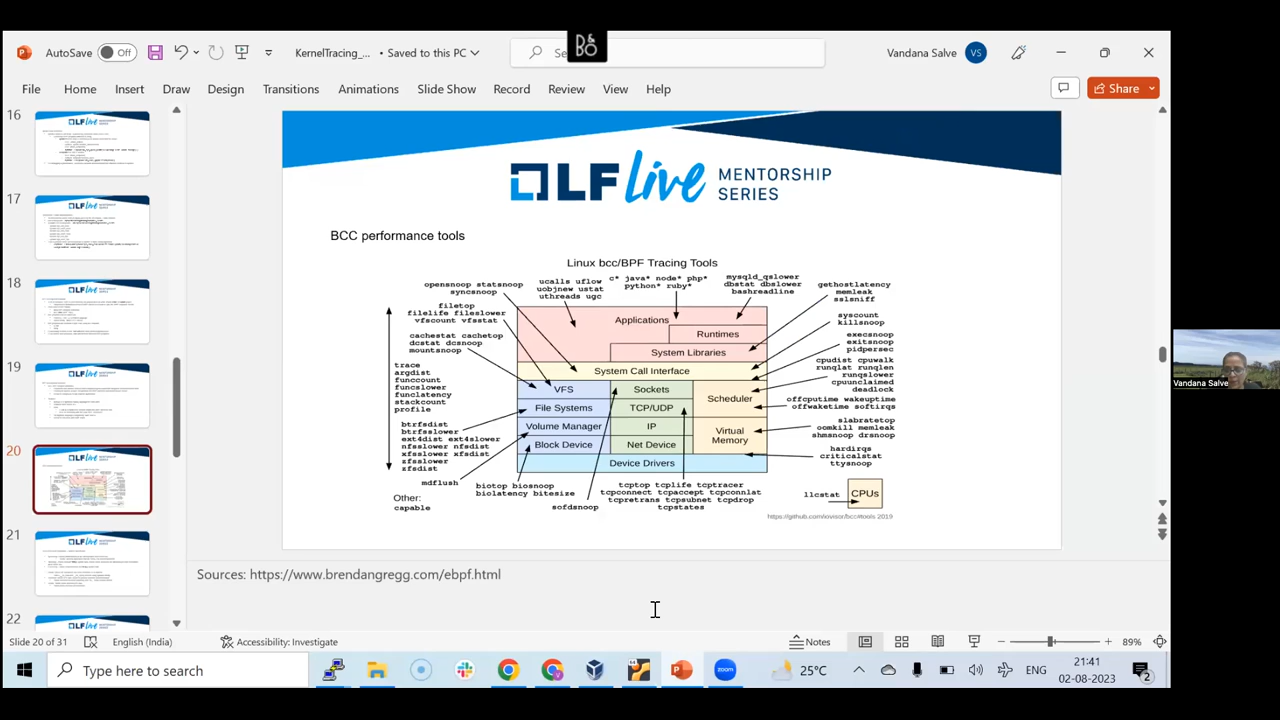 AutoSave
Off
KernelTracing_... • Saved to this PC
B&O
Se
Vandana Salve
VS
File
Home
Insert
Draw
Design
Transitions
Animations
Slide Show
Record
Review
View
Help
Share
16
17
18
19
20
21
22
LF Live MENTORSHIP
SERIES
BCC performance tools
Linux bcc/BPF Tracing Tools
opensnoop statsnoop
syncsnoop
ucalls uflow
uobjnew ustat
uthreads ugc
c* java* node* php*
python* ruby*
mysqld_qslower
dbstat dbslower
bashreadline
gethostlatency
memleak
sslsniff
filetop
filelife fileslower
vfscount vfsstat
cachestat cachetop
dcstat dcsnoop
mountsnoop
trace
argdist
funccount
funcslower
funclatency
stackcount
profile
btrfsdist
btrfsslower
ext4dist ext4slower
nfsslower nfsdist
xfsslower xfsdist
zfsslower
zfsdist
mdflush
Other:
capable
Applications
Runtimes
System Libraries
System Call Interface
VFS
Sockets
Scheduler
File Systems
TCP/UDP
Volume Manager
IP
Virtual
Memory
Block Device
Net Device
Device Drivers
syscount
killsnoop
execsnoop
exitsnoop
pidpersec
cpudist cpuwalk
runqlat runqlen
runqslower
cpuunclaimed
deadlock
offcputime wakeuptime
offwaketime softirqs
slabratetop
oomkill memleak
shmsnoop drsnoop
hardirqs
criticalstat
ttysnoop
biotop biosnoop
biolatency bitesize
sofdsnoop
tcptop tcplife tcptracer
tcpconnect tcpaccept tcpconnlat
tcpretrans tcpsubnet tcpdrop
tcpstates
llcstat
CPUs
https://github.com/iovisor/bcc#tools 2019
Sources:https://www.brendangregg.com/ebpf.html
Vandana Salve
Slide 20 of 31
English (India)
Accessibility: Investigate
Notes
89%
Type here to search
25°C
ENG
21:41
02-08-2023
2